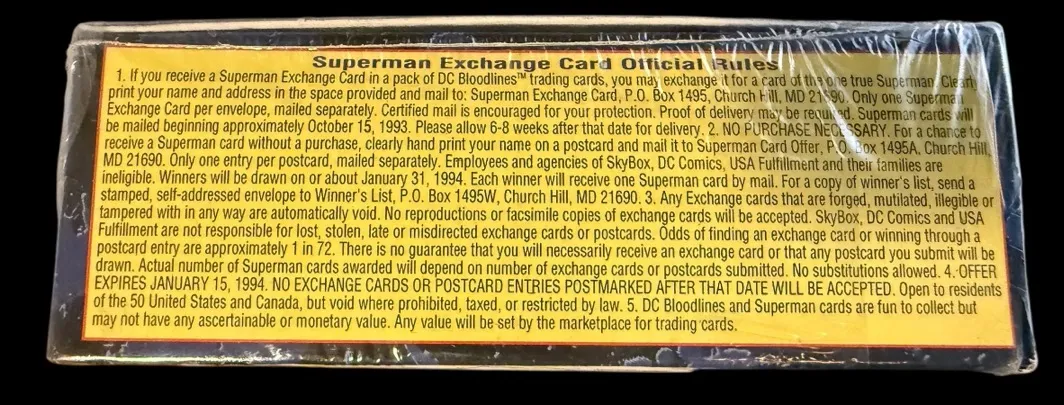 Superman Exchange Card Official Rules
1. If you receive a Superman Exchange Card in a pack of DC Bloodlines™ trading cards, you may exchange it for a card of the one true Superman. Clearly
print your name and address in the space provided and mail to: Superman Exchange Card, P.O. Box 1495, Church Hill, MD 21690. Only one Superman
Exchange Card per envelope, mailed separately. Certified mail is encouraged for your protection. Proof of delivery may be required. Superman cards will
be mailed beginning approximately October 15, 1993. Please allow 6-8 weeks after that date for delivery. 2. NO PURCHASE NECESSARY. For a chance to
receive a Superman card without a purchase, clearly hand print your name on a postcard and mail it to Superman Card Offer, P.O. Box 1495A, Church Hill,
MD 21690. Only one entry per postcard, mailed separately. Employees and agencies of SkyBox, DC Comics, USA Fulfillment and their families are
ineligible. Winners will be drawn on or about January 31, 1994. Each winner will receive one Superman card by mail. For a copy of winner's list, send a
stamped, self-addressed envelope to Winner's List, P.O. Box 1495W, Church Hill, MD 21690. 3. Any Exchange cards that are forged, mutilated, illegible or
tampered with in any way are automatically void. No reproductions or facsimile copies of exchange cards will be accepted. SkyBox, DC Comics and USA
Fulfillment are not responsible for lost, stolen, late or misdirected exchange cards or postcards. Odds of finding an exchange card or winning through a
postcard entry are approximately 1 in 72. There is no guarantee that you will necessarily receive an exchange card or that any postcard you submit will be
drawn. Actual number of Superman cards awarded will depend on number of exchange cards or postcards submitted. No substitutions allowed. 4. OFFER
EXPIRES JANUARY 15, 1994. NO EXCHANGE CARDS OR POSTCARD ENTRIES POSTMARKED AFTER THAT DATE WILL BE ACCEPTED. Open to residents
of the 50 United States and Canada, but void where prohibited, taxed, or restricted by law. 5. DC Bloodlines and Superman cards are fun to collect but
may not have any ascertainable or monetary value. Any value will be set by the marketplace for trading cards.